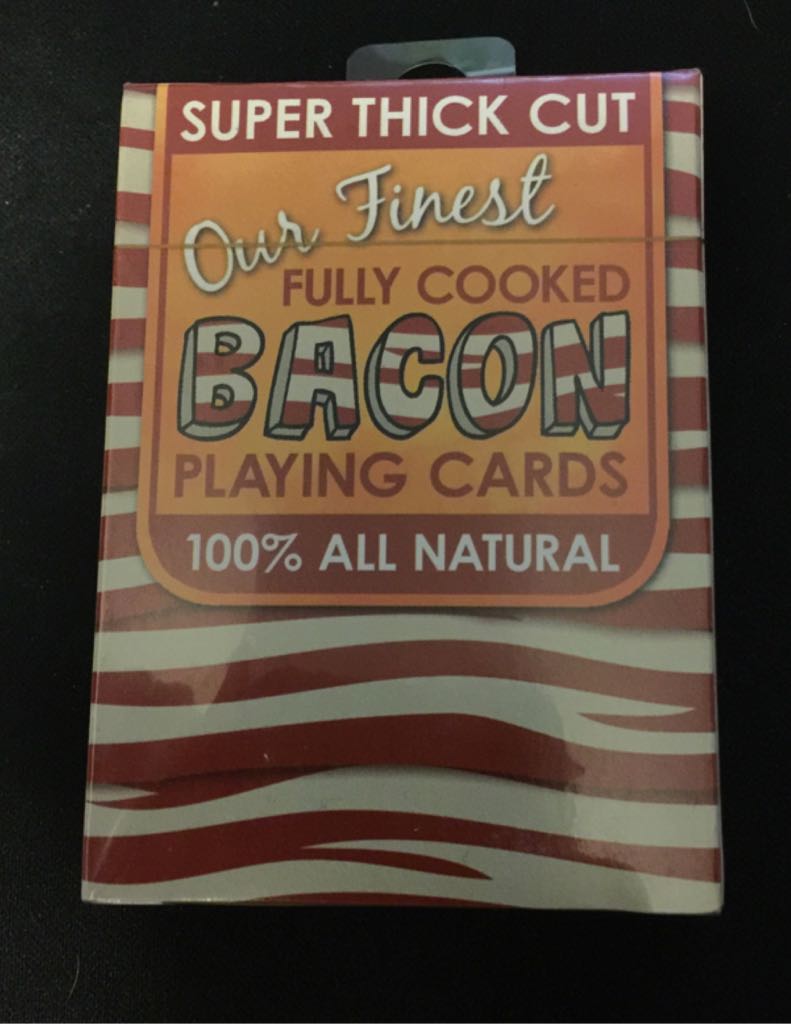 SUPER THICK CUT
Our Finest
FULLY COOKED
BACON
PLAYING CARDS
100% ALL NATURAL